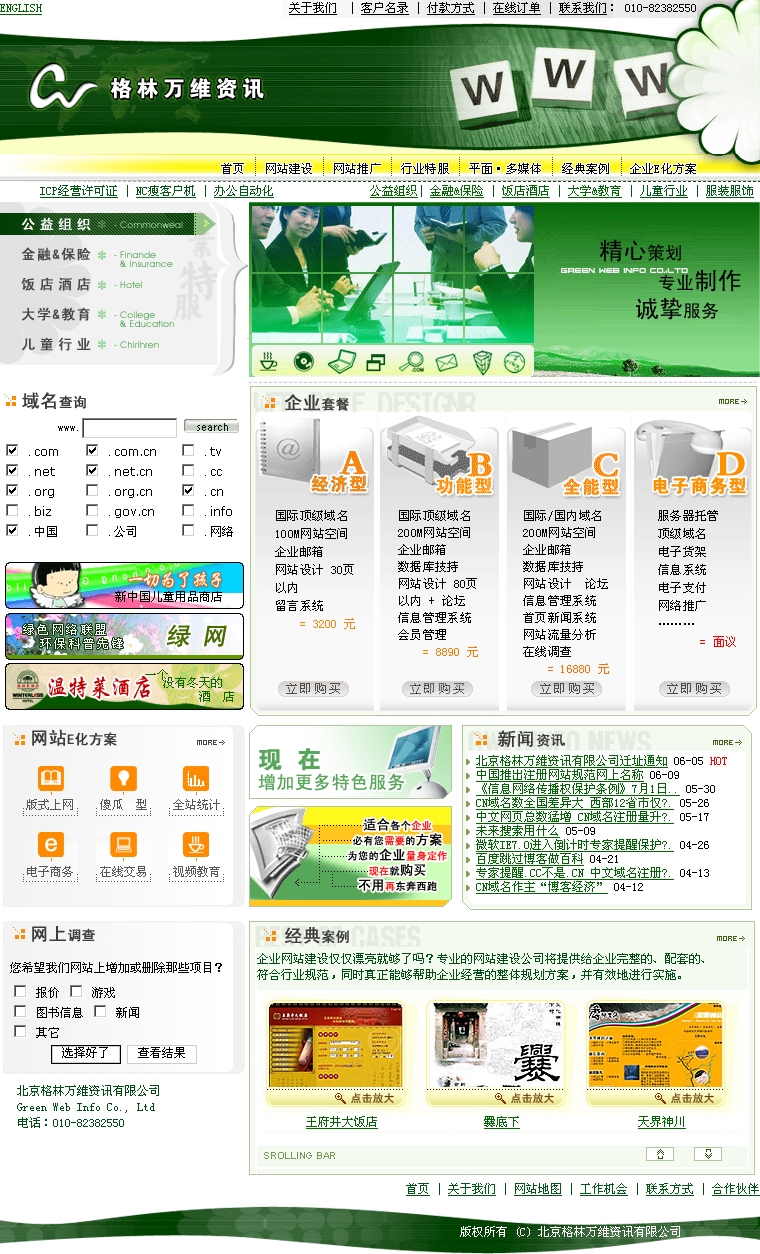 ENGLISH
关于我们 | 客户名录 | 付款方式 | 在线订单 | 联系我们： 010-82382550
格林万维资讯
W W W
首页 网站建设 网站推广 行业特服 平面·多媒体 经典案例 企业E化方案
ICP经营许可证 | NC瘦客户机 | 办公自动化
公益组织 | 金融&保险 | 饭店酒店 | 大学&教育 | 儿童行业 | 服装服饰
公益组织 - Commonweal
金融&保险 - Finande & Insurance
饭店酒店 - Hotel
大学&教育 - College & Education
儿童行业 - Chirlhren
案特服
精心策划
GREEN WEB INFO CO.,LTD
专业制作
诚挚服务
.COM
域名查询
www. search
.com .com.cn .tv
.net .net.cn .cc
.org .org.cn .cn
.biz .gov.cn .info
.中国 .公司 .网络
一切为了孩子
新中国儿童用品商店
绿色网络联盟
环保科普先锋
绿网
WINTERLESS
HOTEL
温特莱酒店
没有冬天的
酒店
企业套餐
MORE
A
经济型
国际顶级域名
100M网站空间
企业邮箱
网站设计 30页
以内
留言系统
= 3200 元
立即购买
B
功能型
国际顶级域名
200M网站空间
企业邮箱
数据库技持
网站设计 80页
以内 + 论坛
信息管理系统
会员管理
= 8890 元
立即购买
C
全能型
国际/国内域名
200M网站空间
企业邮箱
数据库技持
网站设计 论坛
信息管理系统
首页新闻系统
网站流量分析
在线调查
= 16880 元
立即购买
D
电子商务型
服务器托管
顶级域名
电子货架
信息系统
电子支付
网络推广
………
= 面议
立即购买
网站E化方案
MORE
版式上网 傻瓜 型 全站统计
电子商务 在线交易 视频教育
现在
增加更多特色服务
适合各个企业
必有您需要的方案
为您的企业量身定作
现在就购买
不用再东奔西跑
新闻资讯
MORE
北京格林万维资讯有限公司迁址通知 06-05 HOT
中国推出注册网站规范网上名称 06-09
《信息网络传播权保护条例》7月1日.. 05-30
CN域名数全国差异大 西部12省市仅?. 05-26
中文网页总数猛增 CN域名注册量升?. 05-17
未来搜索用什么 05-09
微软IE7.0进入倒计时专家提醒保护?. 04-26
百度跳过博客做百科 04-21
专家提醒.CC不是.CN 中文域名注册?. 04-13
CN域名作主“博客经济” 04-12
网上调查
您希望我们网站上增加或删除那些项目？
报价 游戏
图书信息 新闻
其它
选择好了 查看结果
北京格林万维资讯有限公司
Green Web Info Co., Ltd
电话：010-82382550
经典案例
MORE
企业建设仅仅漂亮就够了吗？专业的网站建设公司将提供给企业完整的、配套的、
符合行业规范，同时真正能够帮助企业经营的整体规划方案，并有效地进行实施。
点击放大 点击放大 点击放大
王府井大饭店 爨底下 天界神川
SROLLING BAR
首页 | 关于我们 | 网站地图 | 工作机会 | 联系方式 | 合作伙伴
版权所有 (C) 北京格林万维资讯有限公司